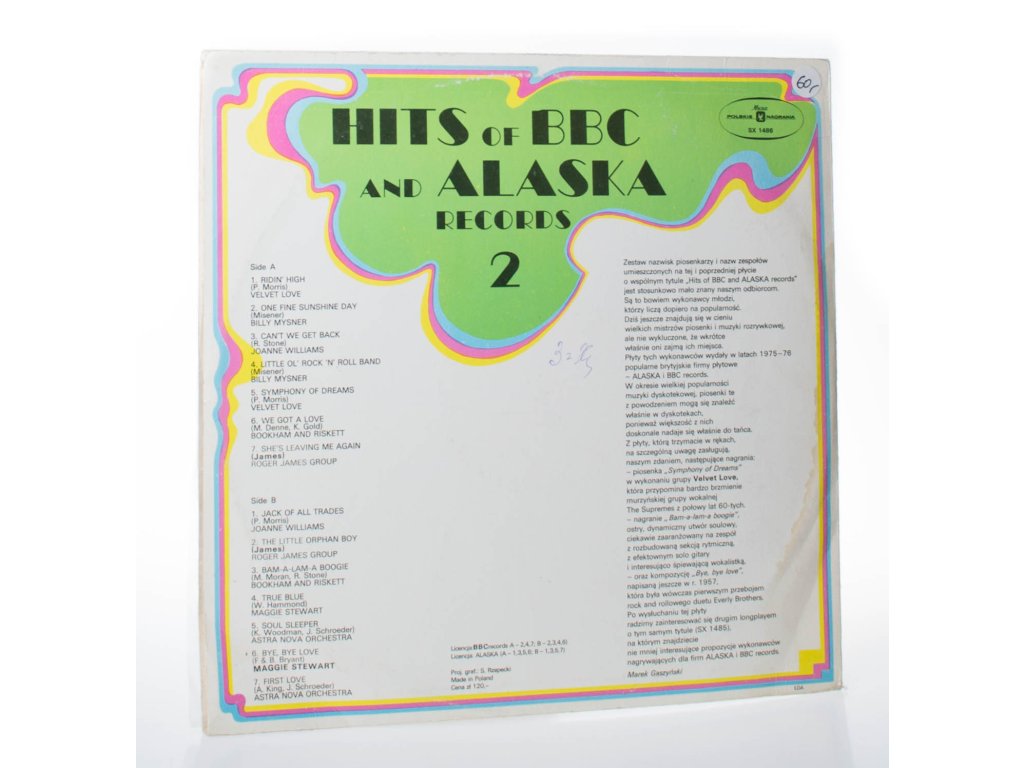 HITS OF BBC
AND ALASKA
RECORDS
2
60,-
Muza
POLSKIE NAGRANIA
SX 1486
Side A
1. RIDIN' HIGH
(P. Morris)
VELVET LOVE
2. ONE FINE SUNSHINE DAY
(Misener)
BILLY MYSNER
3. CAN'T WE GET BACK
(R. Stone)
JOANNE WILLIAMS
4. LITTLE OL' ROCK 'N' ROLL BAND
(Misener)
BILLY MYSNER
5. SYMPHONY OF DREAMS
(P. Morris)
VELVET LOVE
6. WE GOT A LOVE
(M. Denne, K. Gold)
BOOKHAM AND RISKETT
7. SHE'S LEAVING ME AGAIN
(James)
ROGER JAMES GROUP
Side B
1. JACK OF ALL TRADES
(P. Morris)
JOANNE WILLIAMS
2. THE LITTLE ORPHAN BOY
(James)
ROGER JAMES GROUP
3. BAM-A-LAM-A BOOGIE
(M. Moran, R. Stone)
BOOKHAM AND RISKETT
4. TRUE BLUE
(W. Hammond)
MAGGIE STEWART
5. SOUL SLEEPER
(K. Woodman, J. Schroeder)
ASTRA NOVA ORCHESTRA
6. BYE, BYE LOVE
(F & B. Bryant)
MAGGIE STEWART
7. FIRST LOVE
(A. King, J. Schroeder)
ASTRA NOVA ORCHESTRA
Licencja BBC records A – 2,4,7; B – 2,3,4,6)
Licencja: ALASKA (A – 1,3,5,6; B – 1,3,5,7)
Proj. graf.: S. Rzepecki
Made in Poland
Cena zł 120,–
Zestaw nazwisk piosenkarzy i nazw zespołów
umieszczonych na tej i poprzedniej płycie
o wspólnym tytule „Hits of BBC and ALASKA records"
jest stosunkowo mało znany naszym odbiorcom.
Są to bowiem wykonawcy młodzi,
którzy liczą dopiero na popularność.
Dziś jeszcze znajdują się w cieniu
wielkich mistrzów piosenki i muzyki rozrywkowej,
ale nie wykluczone, że wkrótce
właśnie oni zajmą ich miejsca.
Płyty tych wykonawców wydały w latach 1975–76
popularne brytyjskie firmy płytowe
– ALASKA i BBC records.
W okresie wielkiej popularności
muzyki dyskotekowej, piosenki te
z powodzeniem mogą się znaleźć
właśnie w dyskotekach,
ponieważ większość z nich
doskonale nadaje się właśnie do tańca.
Z płyty, którą trzymacie w rękach,
na szczególną uwagę zasługują,
naszym zdaniem, następujące nagrania:
– piosenka „Symphony of Dreams"
w wykonaniu grupy Velvet Love,
która przypomina bardzo brzmienie
murzyńskiej grupy wokalnej
The Supremes z połowy lat 60-tych.
– nagranie „Bam-a-lam-a boogie",
ostry, dynamiczny utwór soulowy,
ciekawie zaaranżowany na zespół
z rozbudowaną sekcją rytmiczną,
z efektownym solo gitary
i interesująco śpiewającą wokalistką,
– oraz kompozycję „Bye, bye love",
napisaną jeszcze w r. 1957,
która była wówczas pierwszym przebojem
rock and rollowego duetu Everly Brothers.
Po wysłuchaniu tej płyty
radzimy zainteresować się drugim longplayem
o tym samym tytule (SX 1485),
na którym znajdziecie
nie mniej interesujące propozycje wykonawców
nagrywających dla firm ALASKA i BBC records.
Marek Gaszyński
LDA